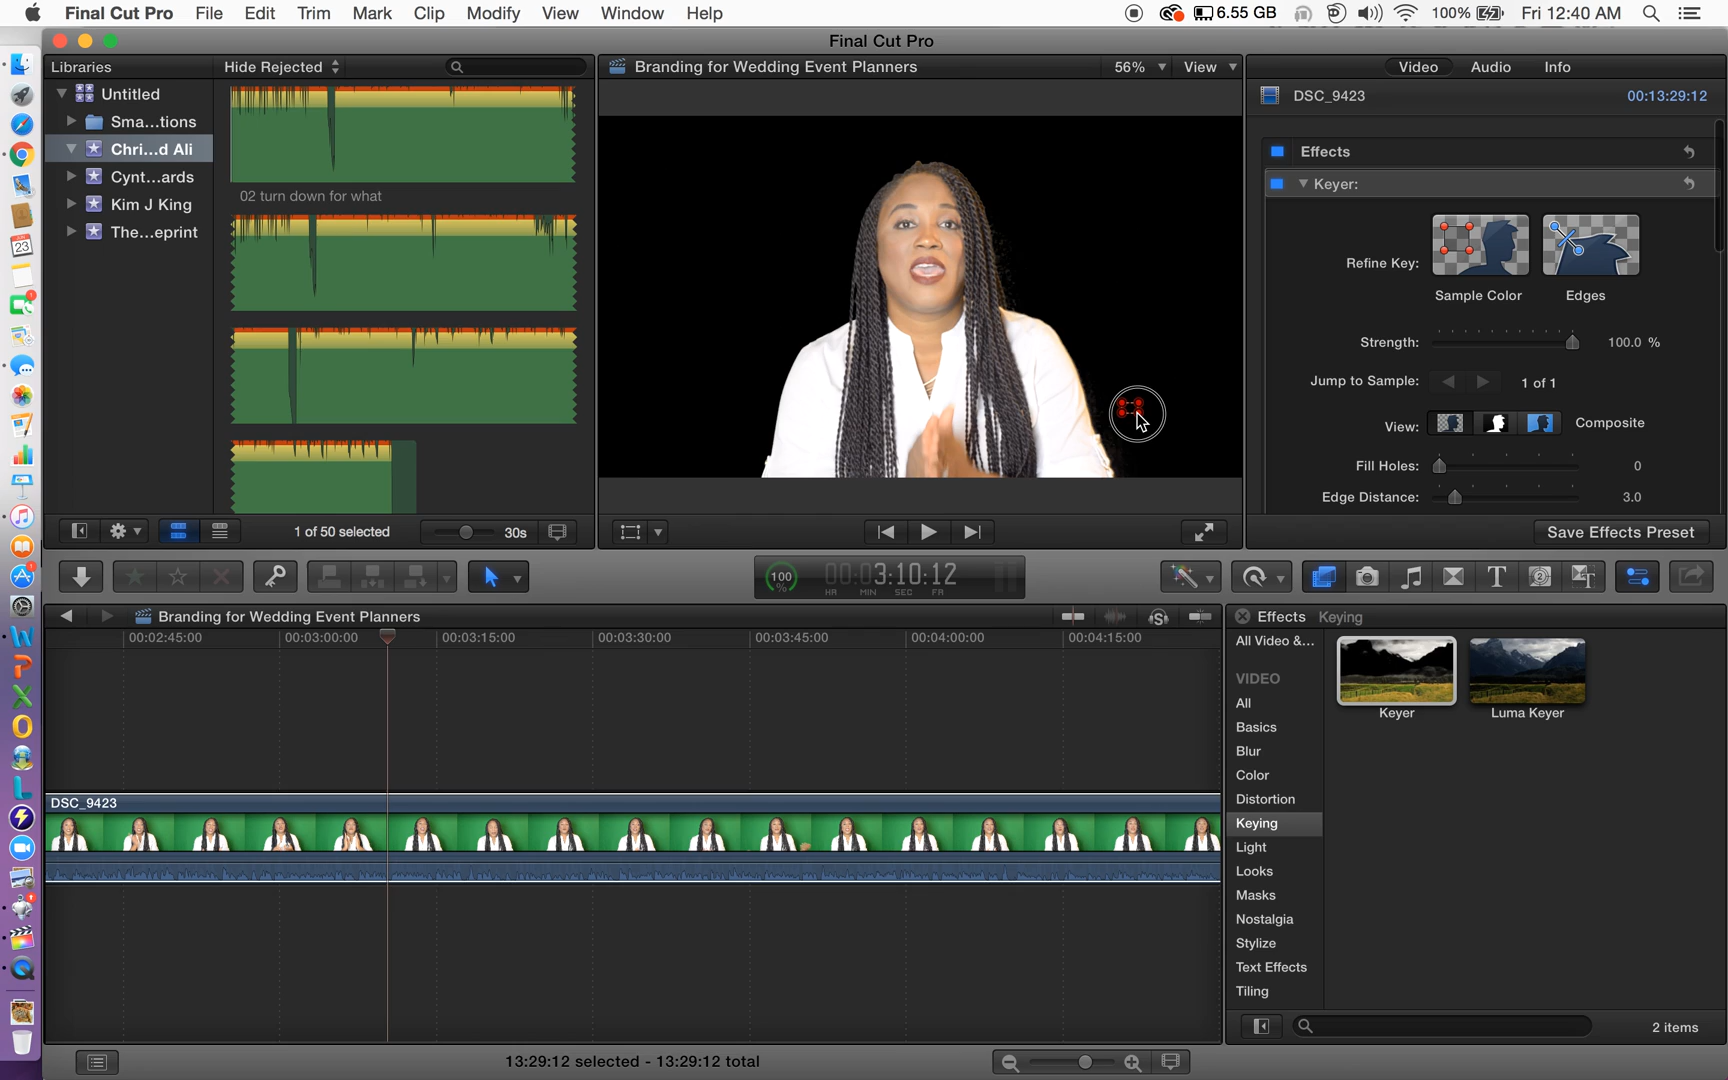 Final Cut Pro File Edit Trim Mark Clip Modify View Window Help 6.55 GB 100% Fri 12:40 AM
Final Cut Pro
Libraries Hide Rejected Branding for Wedding Event Planners 56% View Video Audio Info
Untitled
Sma...tions
Chri...d Ali
Cynt...ards
Kim J King
The...eprint
02 turn down for what
1 of 50 selected 30s
DSC_9423 00:13:29:12
Effects
Keyer:
Refine Key:
Sample Color Edges
Strength: 100.0 %
Jump to Sample: 1 of 1
View: Composite
Fill Holes: 0
Edge Distance: 3.0
Save Effects Preset
100 % 00:03:10:12
HR MIN SEC FR
Branding for Wedding Event Planners
00:02:45:00 00:03:00:00 00:03:15:00 00:03:30:00 00:03:45:00 00:04:00:00 00:04:15:00
DSC_9423
Effects Keying
All Video &...
VIDEO
All
Basics
Blur
Color
Distortion
Keying
Light
Looks
Masks
Nostalgia
Stylize
Text Effects
Tiling
Keyer Luma Keyer
2 items
13:29:12 selected - 13:29:12 total